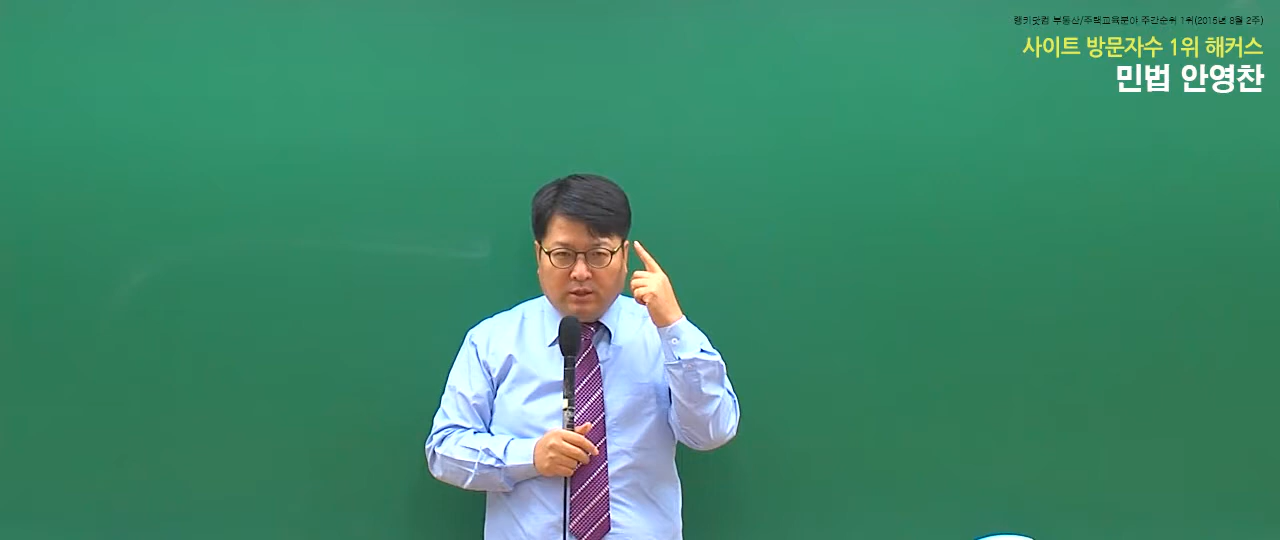 랭키닷컴 부동산/주택교육분야 주간순위 1위(2015년 8월 2주)
사이트 방문자수 1위 해커스
민법 안영찬